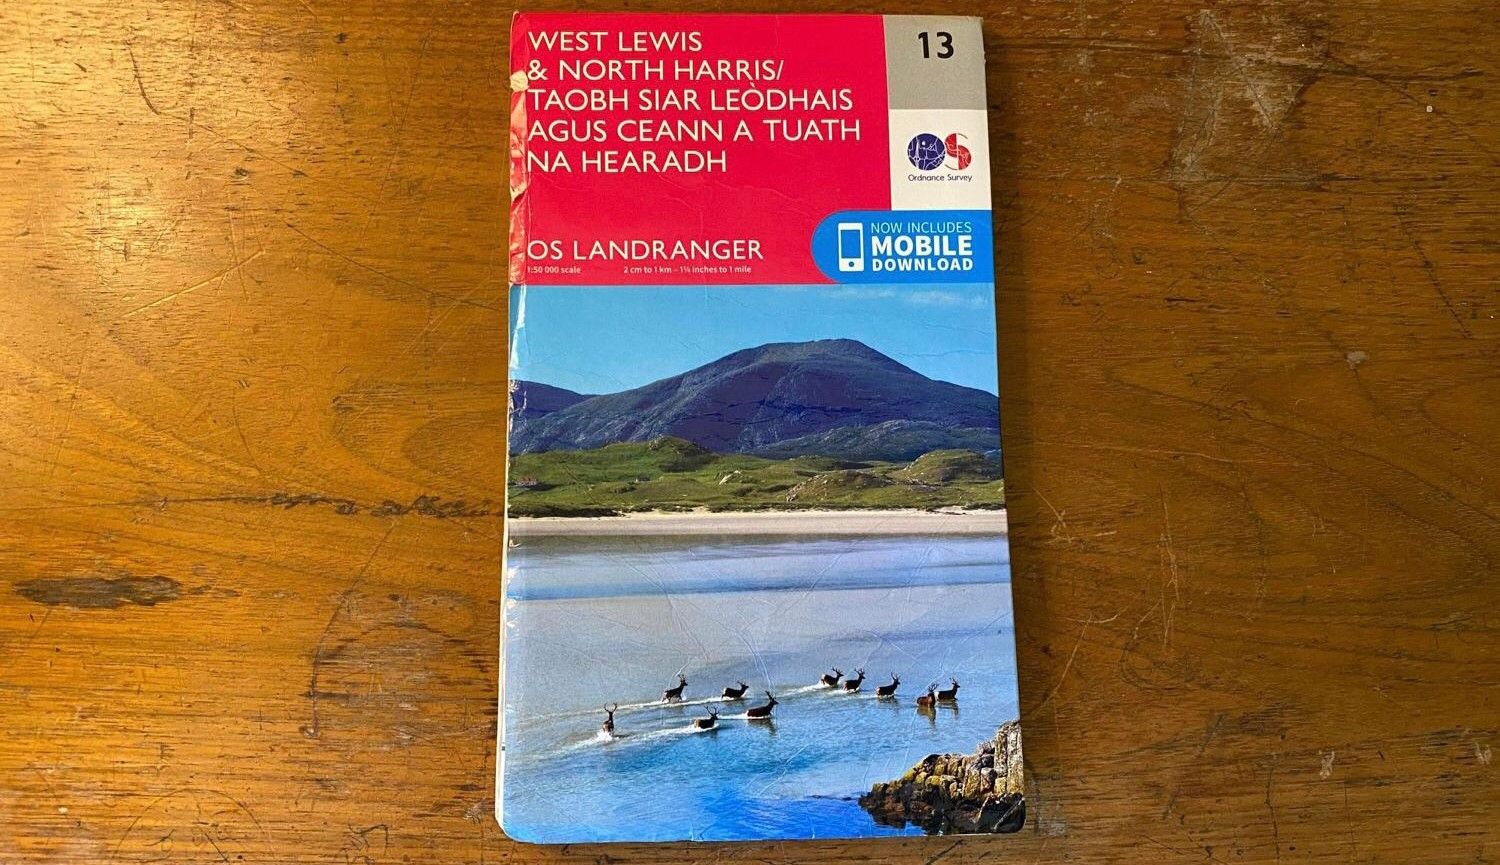 WEST LEWIS
& NORTH HARRIS/
TAOBH SIAR LEÒDHAIS
AGUS CEANN A TUATH
NA HEARADH
13
OS
Ordnance Survey
OS LANDRANGER
1:50 000 scale
2 cm to 1 km – 1¼ inches to 1 mile
NOW INCLUDES
MOBILE
DOWNLOAD